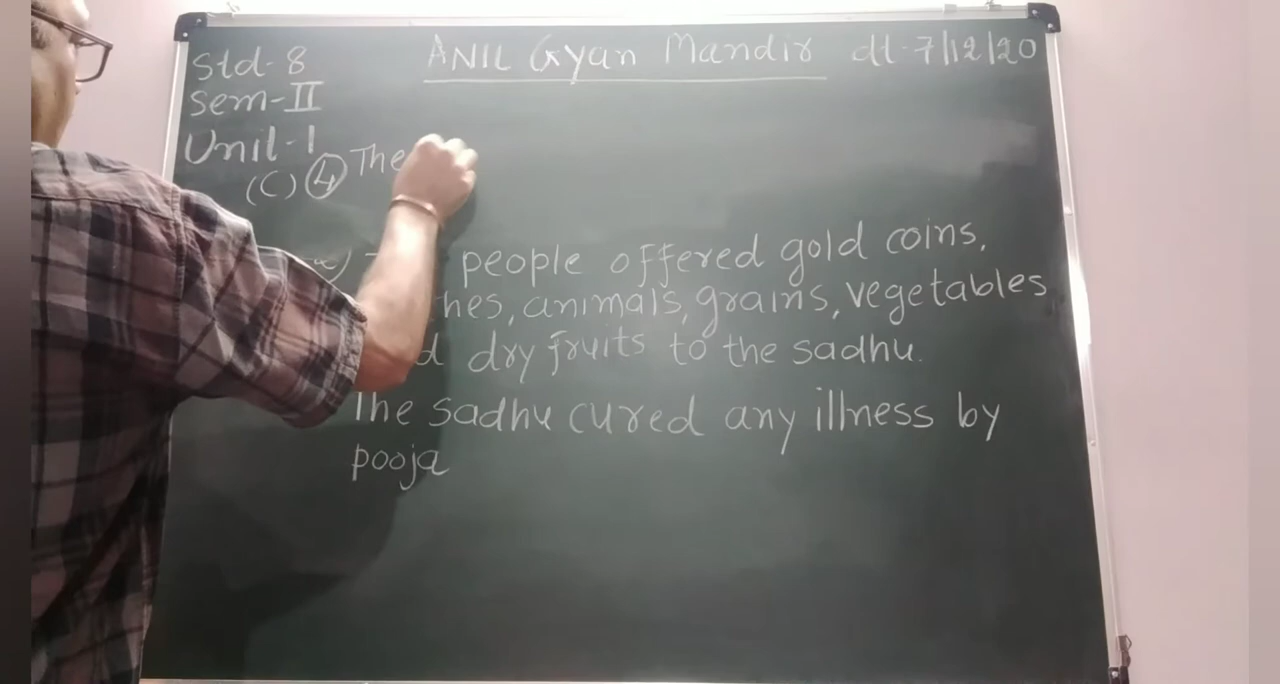 ANIL Gyan Mandir dt-7/12/20
Std-8
Sem-II
Unit-1
(C) 4 The
people offered gold coins,
hes, animals, grains, vegetables
d dry fruits to the sadhu.
The sadhu cured any illness by
pooja